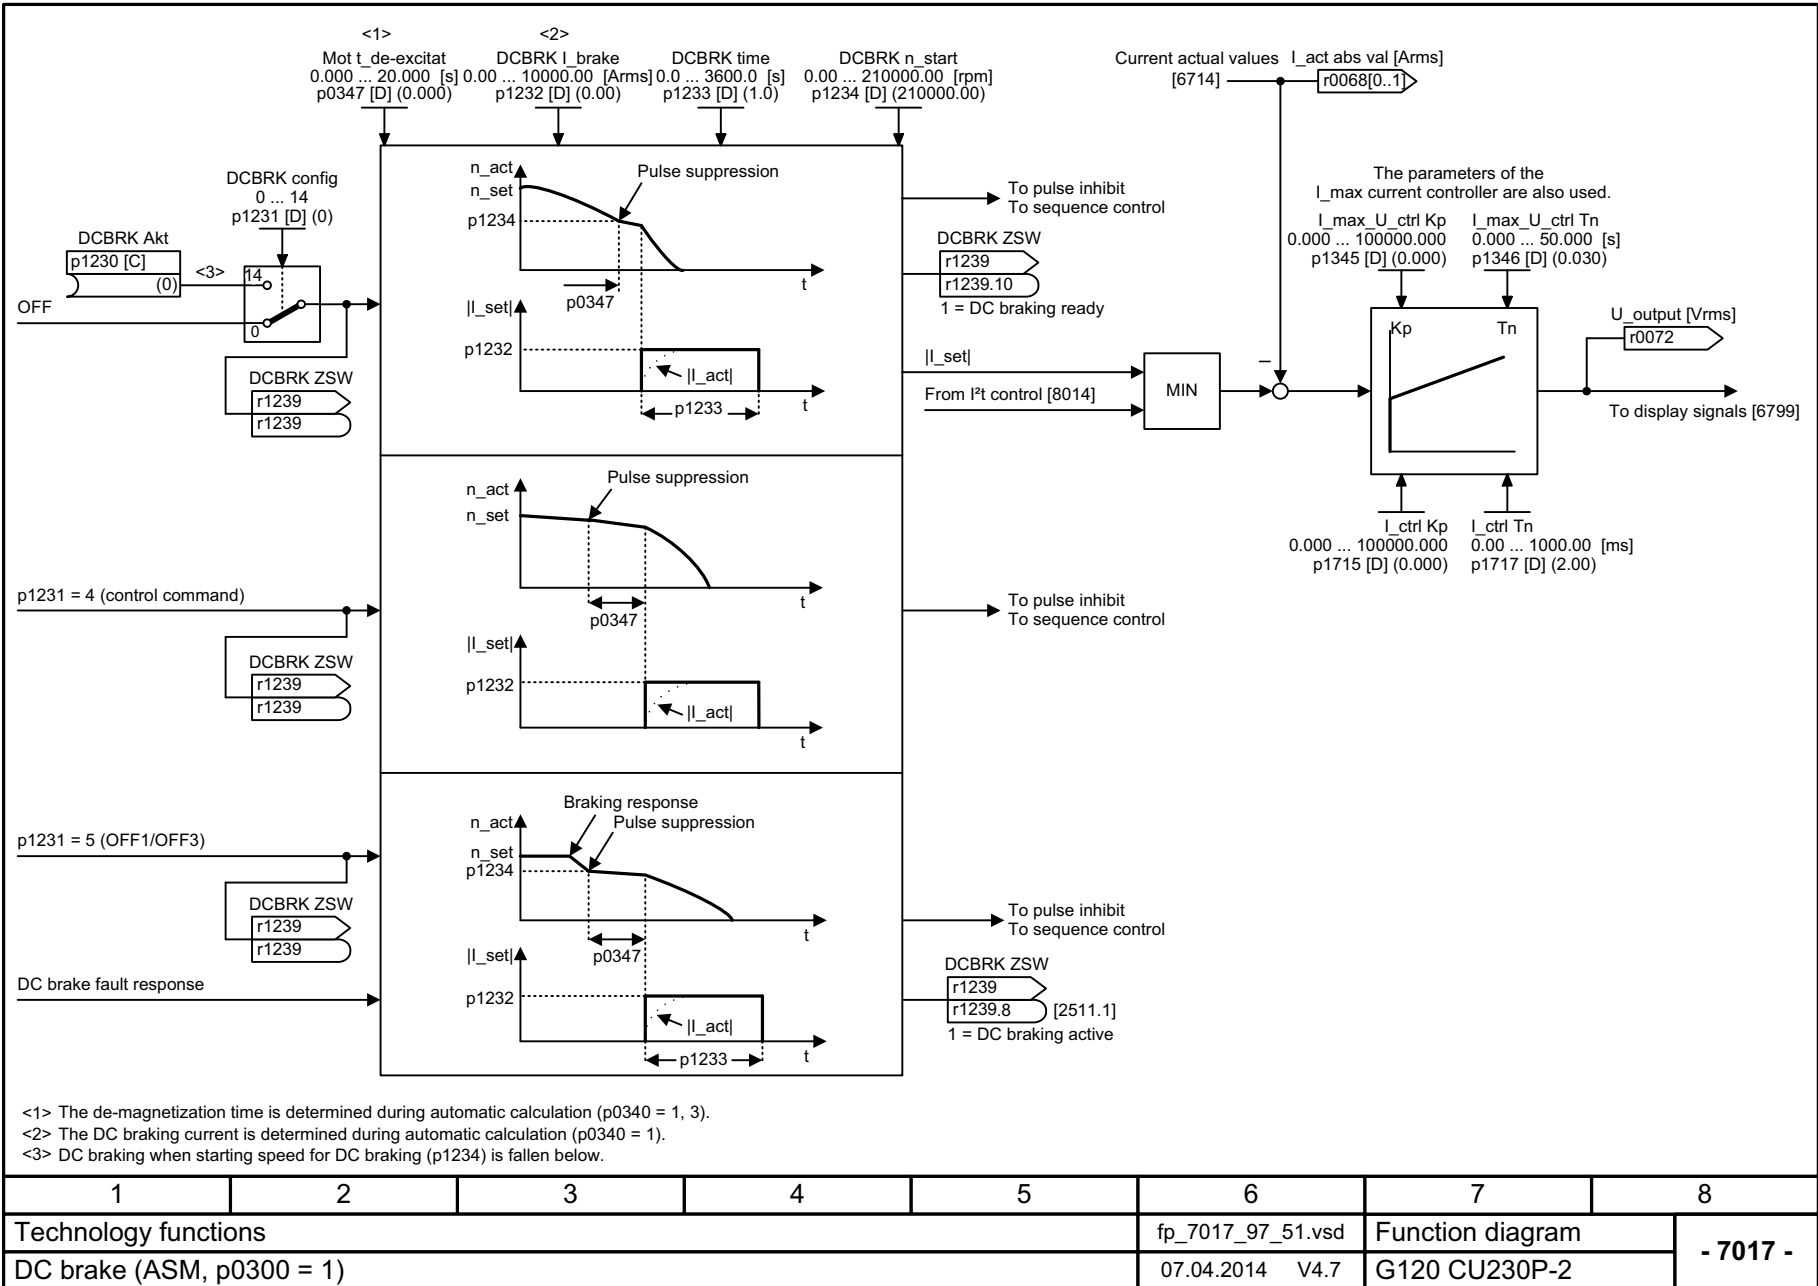 <1>
Mot t_de-excitat
0.000 ... 20.000 [s]
p0347 [D] (0.000)
<2>
DCBRK I_brake
0.00 ... 10000.00 [Arms]
p1232 [D] (0.00)
DCBRK time
0.0 ... 3600.0 [s]
p1233 [D] (1.0)
DCBRK n_start
0.00 ... 210000.00 [rpm]
p1234 [D] (210000.00)
Current actual values
[6714]
I_act abs val [Arms]
r0068[0..1]
DCBRK config
0 ... 14
p1231 [D] (0)
DCBRK Akt
p1230 [C]
(0)
<3>
14
0
OFF
DCBRK ZSW
r1239
r1239
n_act
n_set
p1234
Pulse suppression
t
p0347
|I_set|
p1232
|I_act|
p1233
t
To pulse inhibit
To sequence control
DCBRK ZSW
r1239
r1239.10
1 = DC braking ready
|I_set|
From I²t control [8014]
MIN
–
The parameters of the
I_max current controller are also used.
I_max_U_ctrl Kp
0.000 ... 100000.000
p1345 [D] (0.000)
I_max_U_ctrl Tn
0.000 ... 50.000 [s]
p1346 [D] (0.030)
Kp
Tn
U_output [Vrms]
r0072
To display signals [6799]
I_ctrl Kp
0.000 ... 100000.000
p1715 [D] (0.000)
I_ctrl Tn
0.00 ... 1000.00 [ms]
p1717 [D] (2.00)
p1231 = 4 (control command)
DCBRK ZSW
r1239
r1239
n_act
n_set
Pulse suppression
t
p0347
|I_set|
p1232
|I_act|
t
To pulse inhibit
To sequence control
p1231 = 5 (OFF1/OFF3)
DCBRK ZSW
r1239
r1239
DC brake fault response
Braking response
Pulse suppression
n_act
n_set
p1234
t
p0347
|I_set|
p1232
|I_act|
p1233
t
To pulse inhibit
To sequence control
DCBRK ZSW
r1239
r1239.8
[2511.1]
1 = DC braking active
<1> The de-magnetization time is determined during automatic calculation (p0340 = 1, 3).
<2> The DC braking current is determined during automatic calculation (p0340 = 1).
<3> DC braking when starting speed for DC braking (p1234) is fallen below.
1 2 3 4 5 6 7 8
Technology functions
fp_7017_97_51.vsd
Function diagram
- 7017 -
DC brake (ASM, p0300 = 1)
07.04.2014 V4.7
G120 CU230P-2